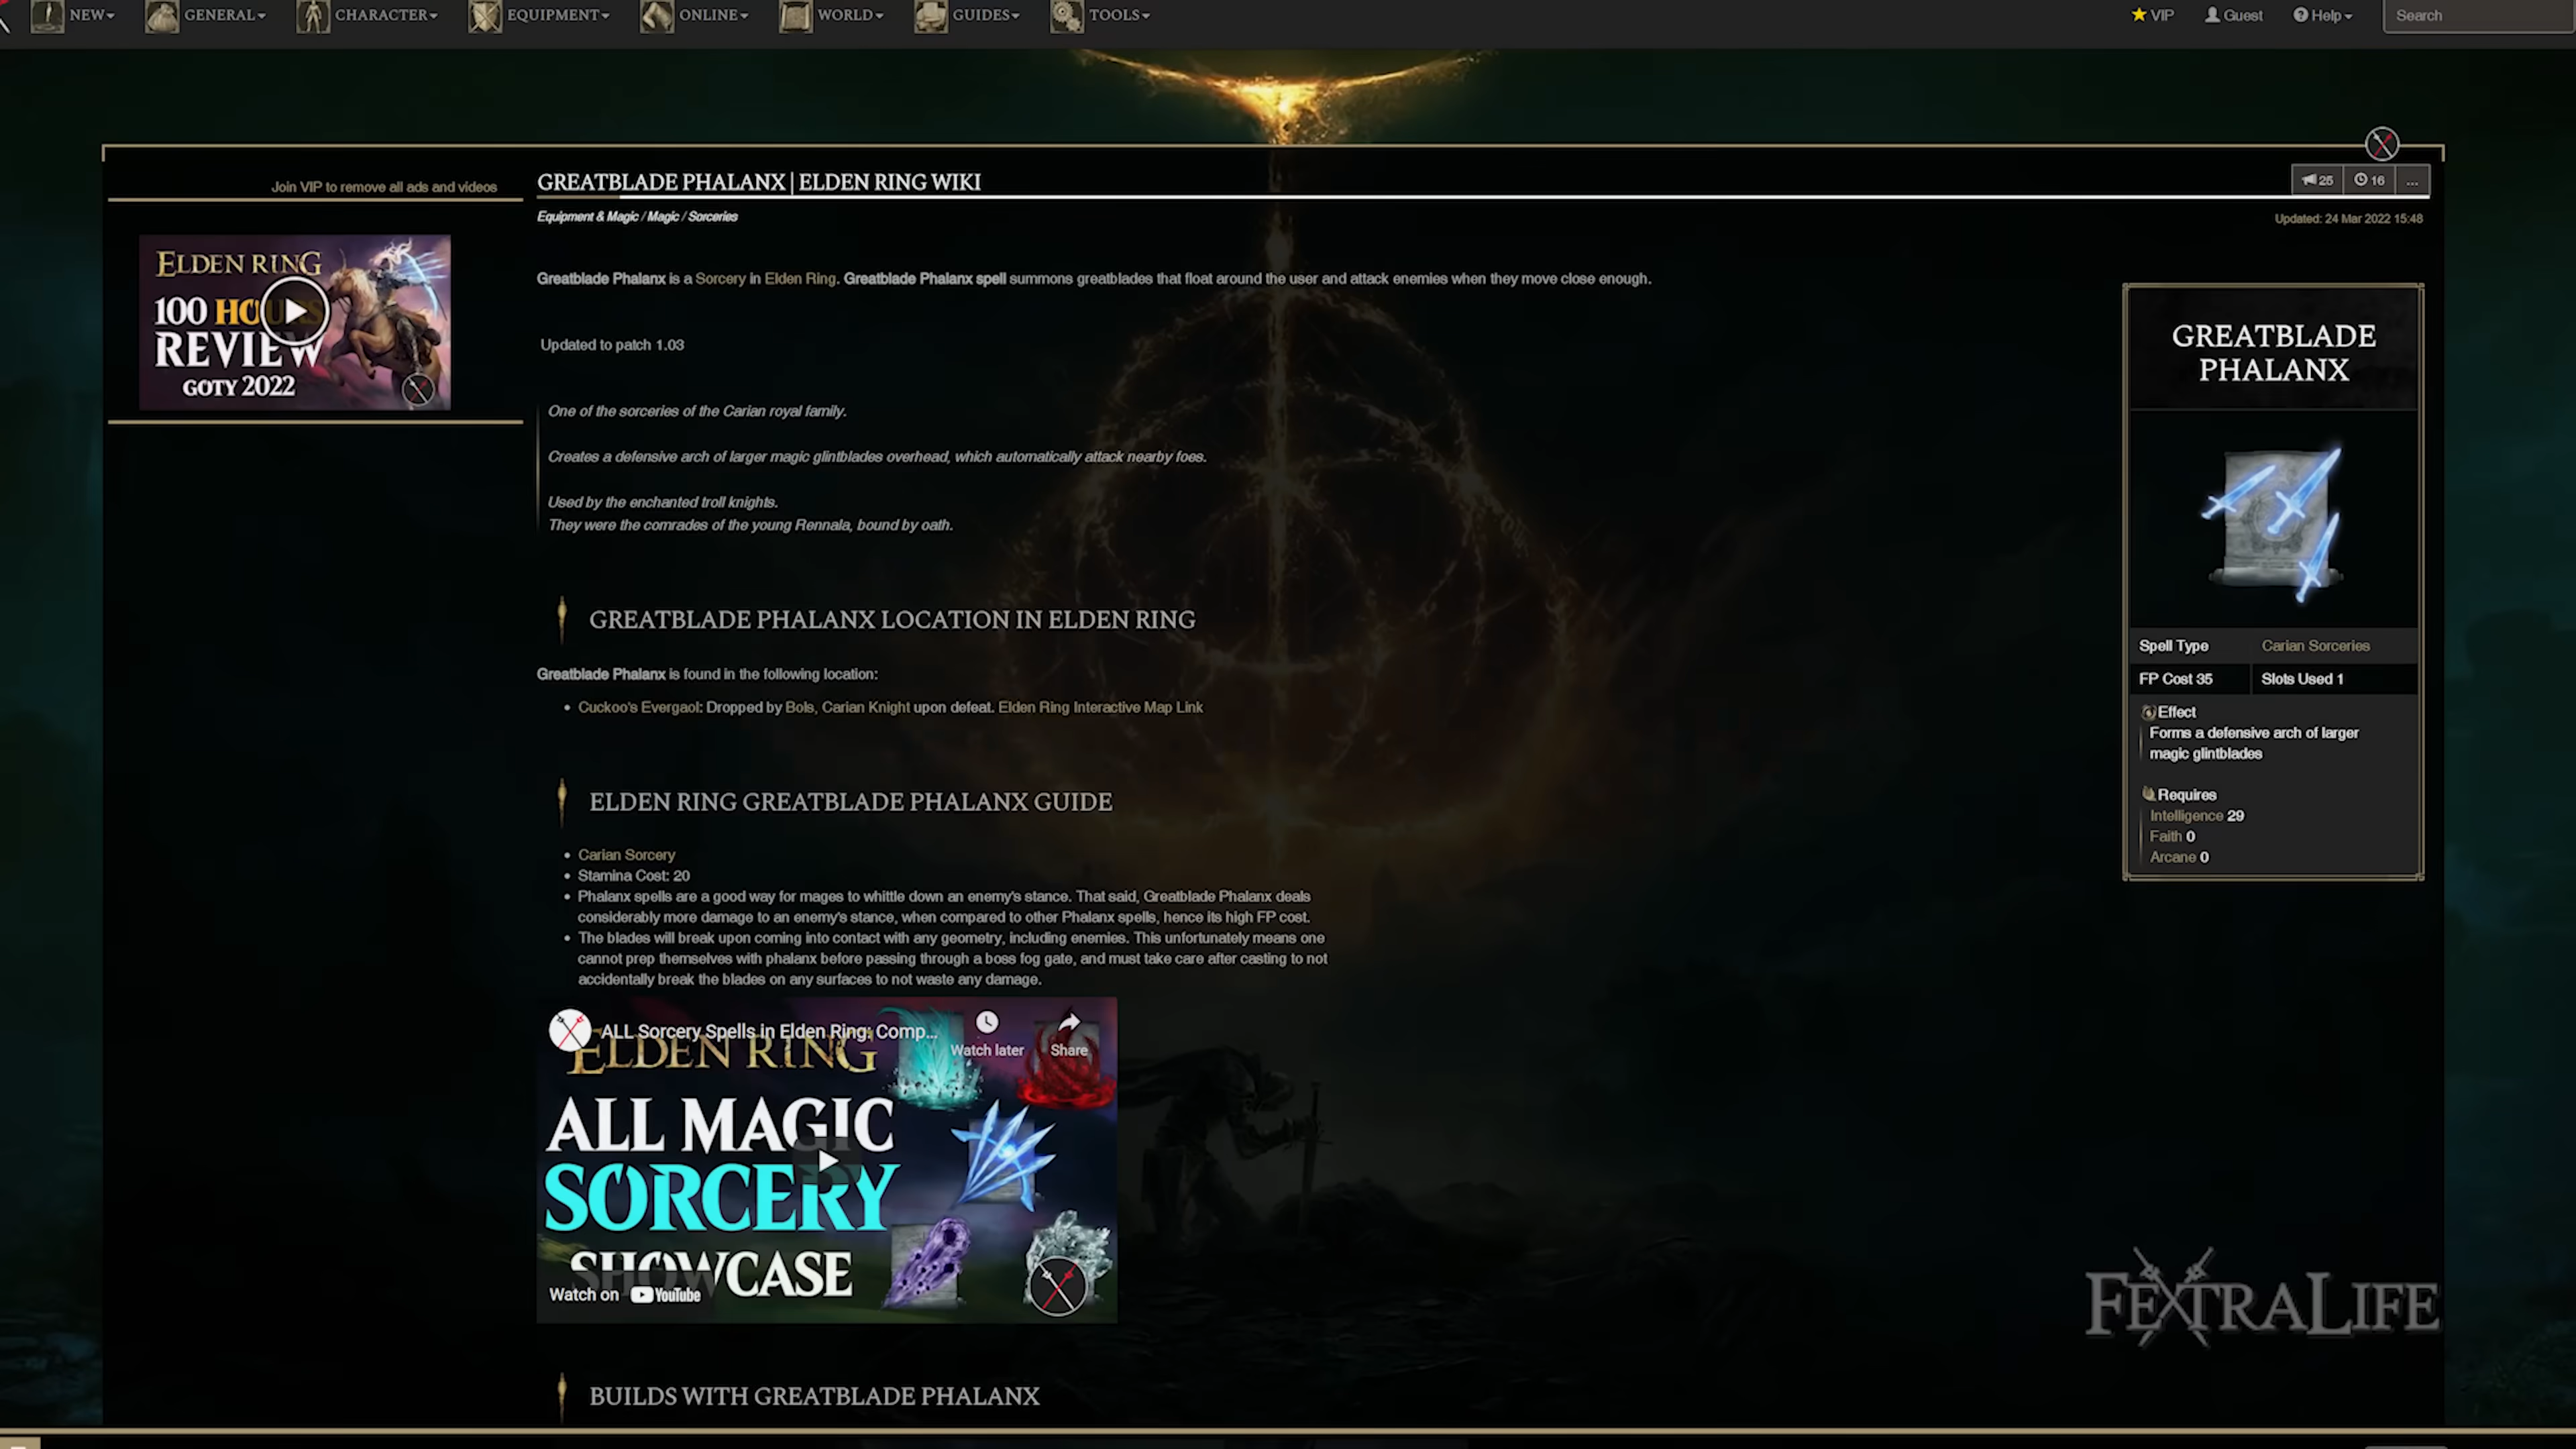 NEW
GENERAL
CHARACTER
EQUIPMENT
ONLINE
WORLD
GUIDES
TOOLS
VIP
Guest
Help
Search
Join VIP to remove all ads and videos
ELDEN RING
100 HOURS
REVIEW
GOTY 2022
GREATBLADE PHALANX | ELDEN RING WIKI
25
16
...
Equipment & Magic / Magic / Sorceries
Updated: 24 Mar 2022 15:48
Greatblade Phalanx is a Sorcery in Elden Ring. Greatblade Phalanx spell summons greatblades that float around the user and attack enemies when they move close enough.
Updated to patch 1.03
One of the sorceries of the Carian royal family.
Creates a defensive arch of larger magic glintblades overhead, which automatically attack nearby foes.
Used by the enchanted troll knights.
They were the comrades of the young Rennala, bound by oath.
GREATBLADE PHALANX LOCATION IN ELDEN RING
Greatblade Phalanx is found in the following location:
• Cuckoo's Evergaol: Dropped by Bols, Carian Knight upon defeat. Elden Ring Interactive Map Link
ELDEN RING GREATBLADE PHALANX GUIDE
• Carian Sorcery
• Stamina Cost: 20
• Phalanx spells are a good way for mages to whittle down an enemy's stance. That said, Greatblade Phalanx deals
considerably more damage to an enemy's stance, when compared to other Phalanx spells, hence its high FP cost.
• The blades will break upon coming into contact with any geometry, including enemies. This unfortunately means one
cannot prep themselves with phalanx before passing through a boss fog gate, and must take care after casting to not
accidentally break the blades on any surfaces to not waste any damage.
ALL Sorcery Spells in Elden Ring: Comp...
Watch later
Share
ELDEN RING
ALL MAGIC
SORCERY
SHOWCASE
Watch on YouTube
BUILDS WITH GREATBLADE PHALANX
GREATBLADE
PHALANX
Spell Type Carian Sorceries
FP Cost 35 Slots Used 1
Effect
Forms a defensive arch of larger
magic glintblades
Requires
Intelligence 29
Faith 0
Arcane 0
FEXTRALIFE